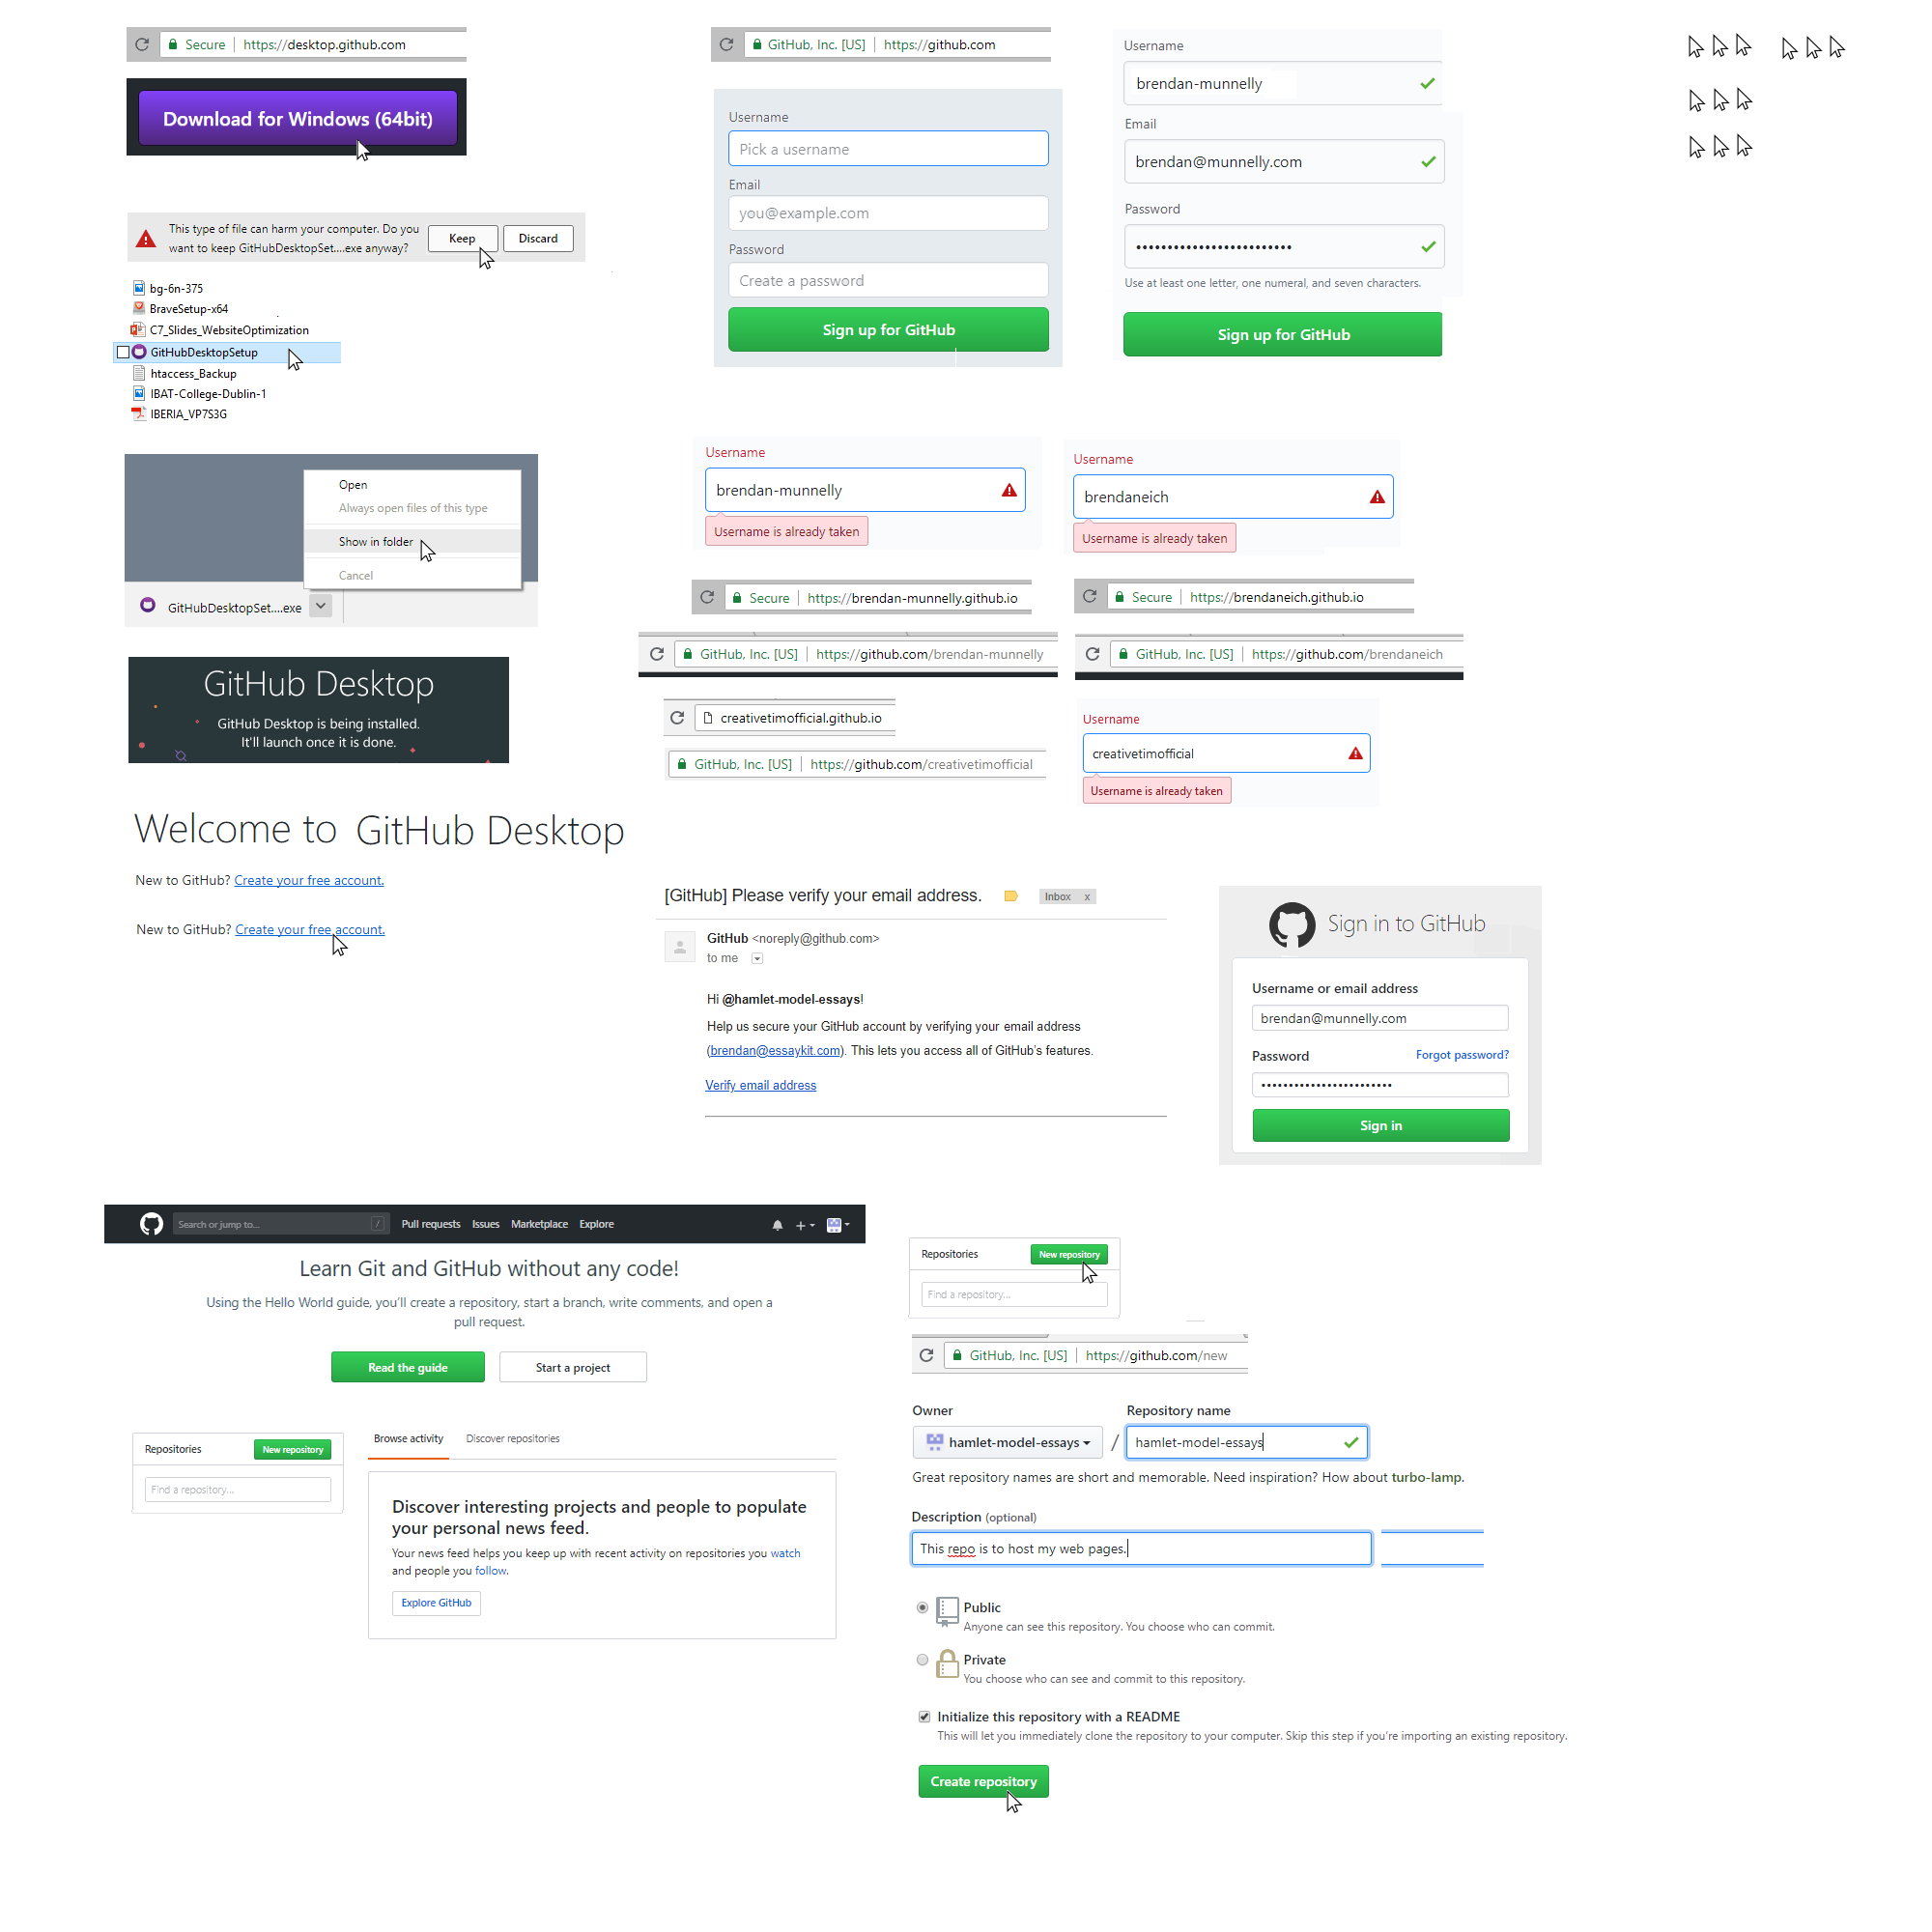 Secure | https://desktop.github.com
Download for Windows (64bit)
This type of file can harm your computer. Do you
want to keep GitHubDesktopSet....exe anyway?
Keep
Discard
bg-6n-375
BraveSetup-x64
C7_Slides_WebsiteOptimization
GitHubDesktopSetup
htaccess_Backup
IBAT-College-Dublin-1
IBERIA_VP7S3G
Open
Always open files of this type
Show in folder
Cancel
GitHubDesktopSet....exe
GitHub Desktop
GitHub Desktop is being installed.
It'll launch once it is done.
Welcome to GitHub Desktop
New to GitHub? Create your free account.
New to GitHub? Create your free account.
GitHub, Inc. [US] | https://github.com
Username
Pick a username
Email
you@example.com
Password
Create a password
Sign up for GitHub
Username
brendan-munnelly
Email
brendan@munnelly.com
Password
Use at least one letter, one numeral, and seven characters.
Sign up for GitHub
Username
brendan-munnelly
Username is already taken
Username
brendaneich
Username is already taken
Secure | https://brendan-munnelly.github.io
Secure | https://brendaneich.github.io
GitHub, Inc. [US] | https://github.com/brendan-munnelly
GitHub, Inc. [US] | https://github.com/brendaneich
creativetimofficial.github.io
GitHub, Inc. [US] | https://github.com/creativetimofficial
Username
creativetimofficial
Username is already taken
[GitHub] Please verify your email address.
Inbox x
GitHub <noreply@github.com>
to me
Hi @hamlet-model-essays!
Help us secure your GitHub account by verifying your email address
(brendan@essaykit.com). This lets you access all of GitHub's features.
Verify email address
Sign in to GitHub
Username or email address
brendan@munnelly.com
Password Forgot password?
Sign in
Search or jump to... / Pull requests Issues Marketplace Explore
Learn Git and GitHub without any code!
Using the Hello World guide, you'll create a repository, start a branch, write comments, and open a
pull request.
Read the guide
Start a project
Repositories New repository
Find a repository...
Browse activity Discover repositories
Discover interesting projects and people to populate
your personal news feed.
Your news feed helps you keep up with recent activity on repositories you watch
and people you follow.
Explore GitHub
Repositories New repository
Find a repository...
GitHub, Inc. [US] | https://github.com/new
Owner Repository name
hamlet-model-essays / hamlet-model-essays
Great repository names are short and memorable. Need inspiration? How about turbo-lamp.
Description (optional)
This repo is to host my web pages.
Public
Anyone can see this repository. You choose who can commit.
Private
You choose who can see and commit to this repository.
Initialize this repository with a README
This will let you immediately clone the repository to your computer. Skip this step if you're importing an existing repository.
Create repository